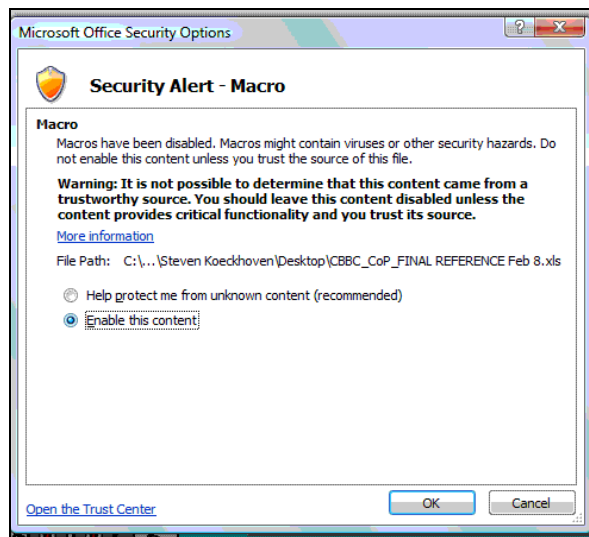 Microsoft Office Security Options
Security Alert - Macro
Macro
Macros have been disabled. Macros might contain viruses or other security hazards. Do
not enable this content unless you trust the source of this file.
Warning: It is not possible to determine that this content came from a
trustworthy source. You should leave this content disabled unless the
content provides critical functionality and you trust its source.
More information
File Path: C:\...\Steven Koeckhoven\Desktop\CBBC_CoP_FINAL REFERENCE Feb 8.xls
Help protect me from unknown content (recommended)
Enable this content
Open the Trust Center
OK
Cancel